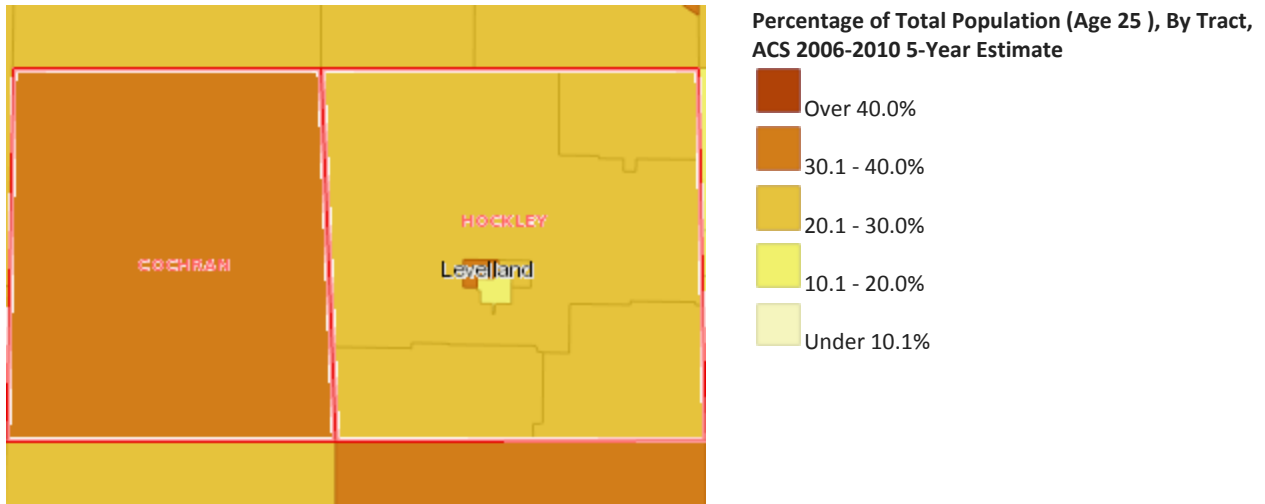 Percentage of Total Population (Age 25 ), By Tract,
ACS 2006-2010 5-Year Estimate
Over 40.0%
30.1 - 40.0%
20.1 - 30.0%
10.1 - 20.0%
Under 10.1%
HOCKLEY
COCHRAN
Levelland